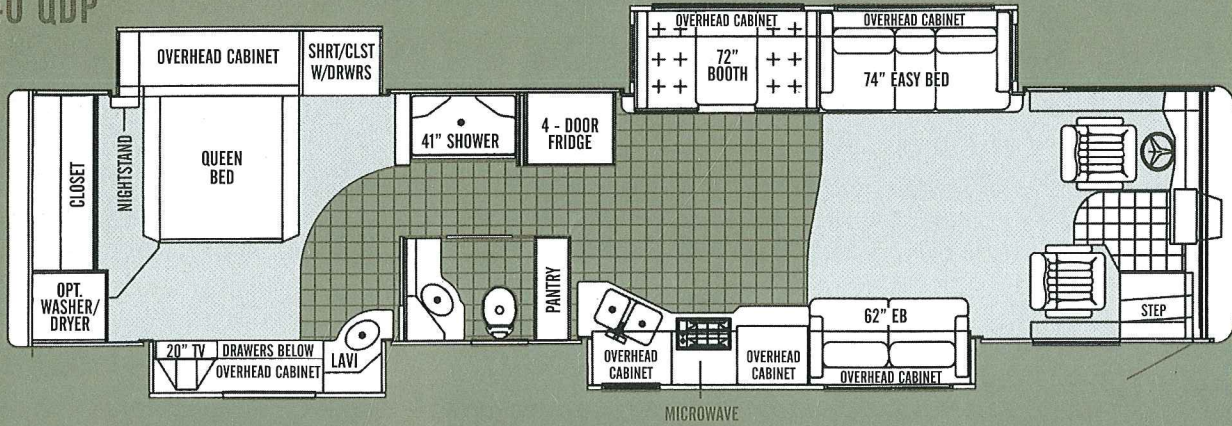 QDP
OVERHEAD CABINET
SHRT/CLST
W/DRWRS
OVERHEAD CABINET
72"
BOOTH
OVERHEAD CABINET
74" EASY BED
CLOSET
NIGHTSTAND
QUEEN
BED
41" SHOWER
4 - DOOR
FRIDGE
OPT.
WASHER/
DRYER
PANTRY
20" TV
DRAWERS BELOW
OVERHEAD CABINET
LAVI
OVERHEAD
CABINET
OVERHEAD
CABINET
62" EB
OVERHEAD CABINET
STEP
MICROWAVE